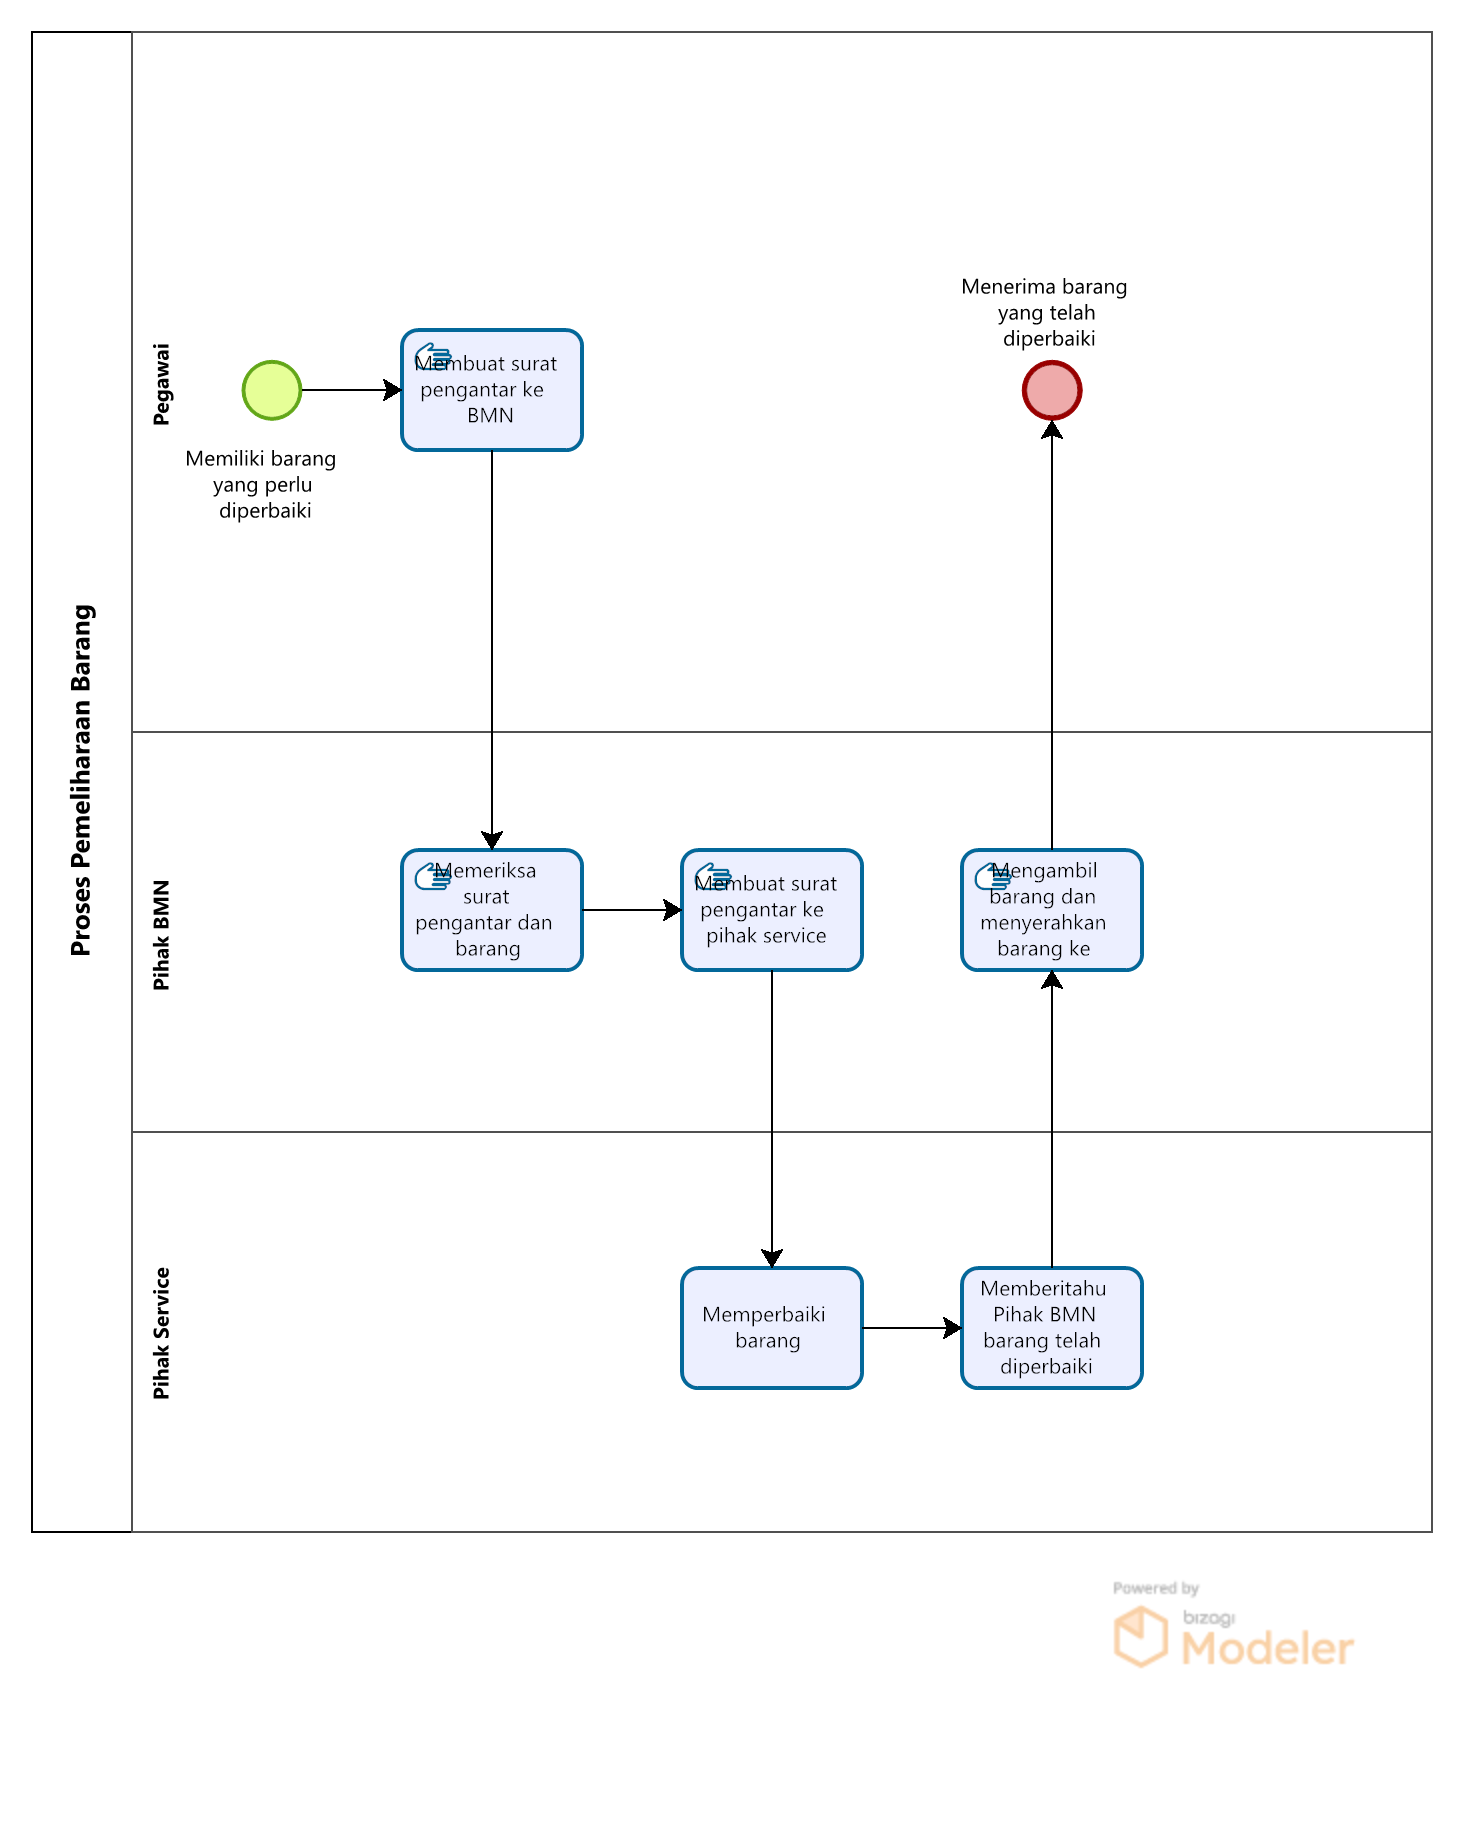 Proses Pemeliharaan Barang
Pegawai
Memiliki barang
yang perlu
diperbaiki
Membuat surat
pengantar ke
BMN
Menerima barang
yang telah
diperbaiki
Pihak BMN
Memeriksa
surat
pengantar dan
barang
Membuat surat
pengantar ke
pihak service
Mengambil
barang dan
menyerahkan
barang ke
Pihak Service
Memperbaiki
barang
Memberitahu
Pihak BMN
barang telah
diperbaiki
Powered by
bizagi
Modeler